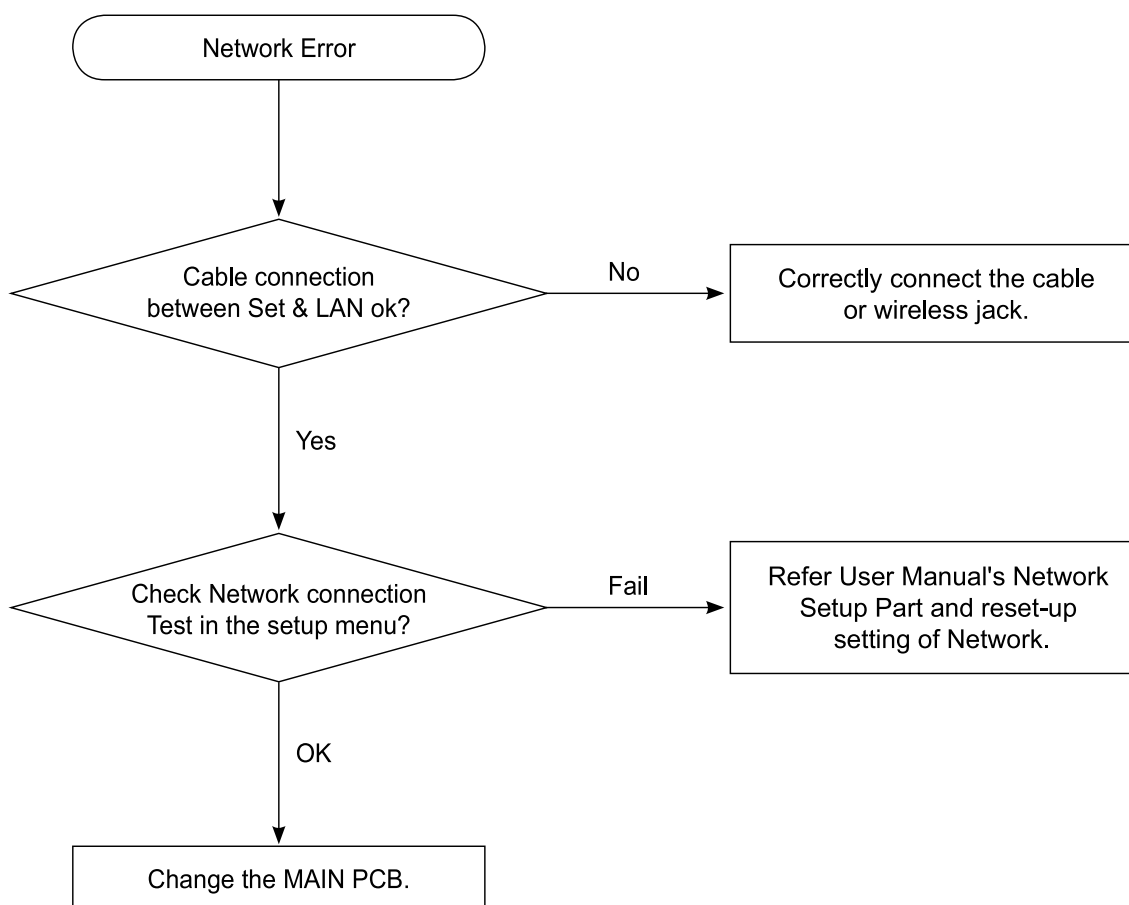 Network Error
Cable connection
between Set & LAN ok?
No
Correctly connect the cable
or wireless jack.
Yes
Check Network connection
Test in the setup menu?
Fail
Refer User Manual's Network
Setup Part and reset-up
setting of Network.
OK
Change the MAIN PCB.